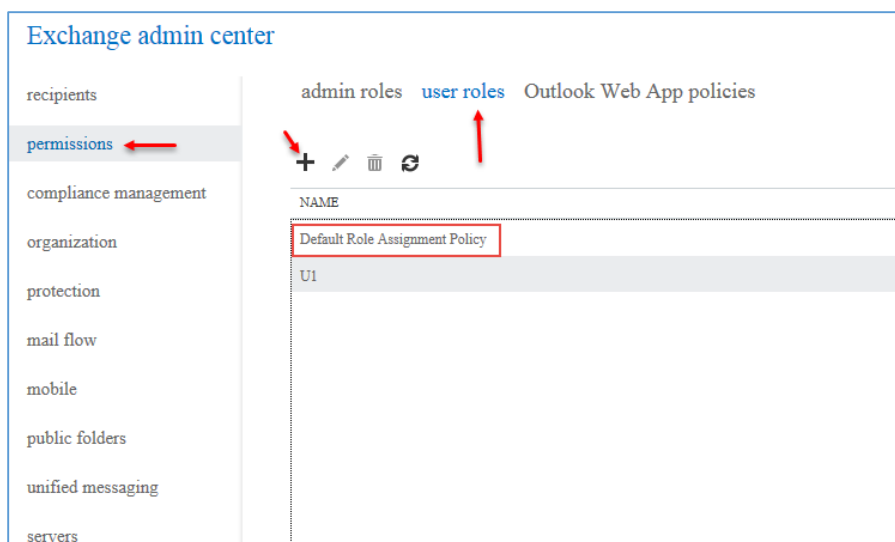 Exchange admin center
recipients
permissions
compliance management
organization
protection
mail flow
mobile
public folders
unified messaging
servers
admin roles user roles Outlook Web App policies
NAME
Default Role Assignment Policy
U1